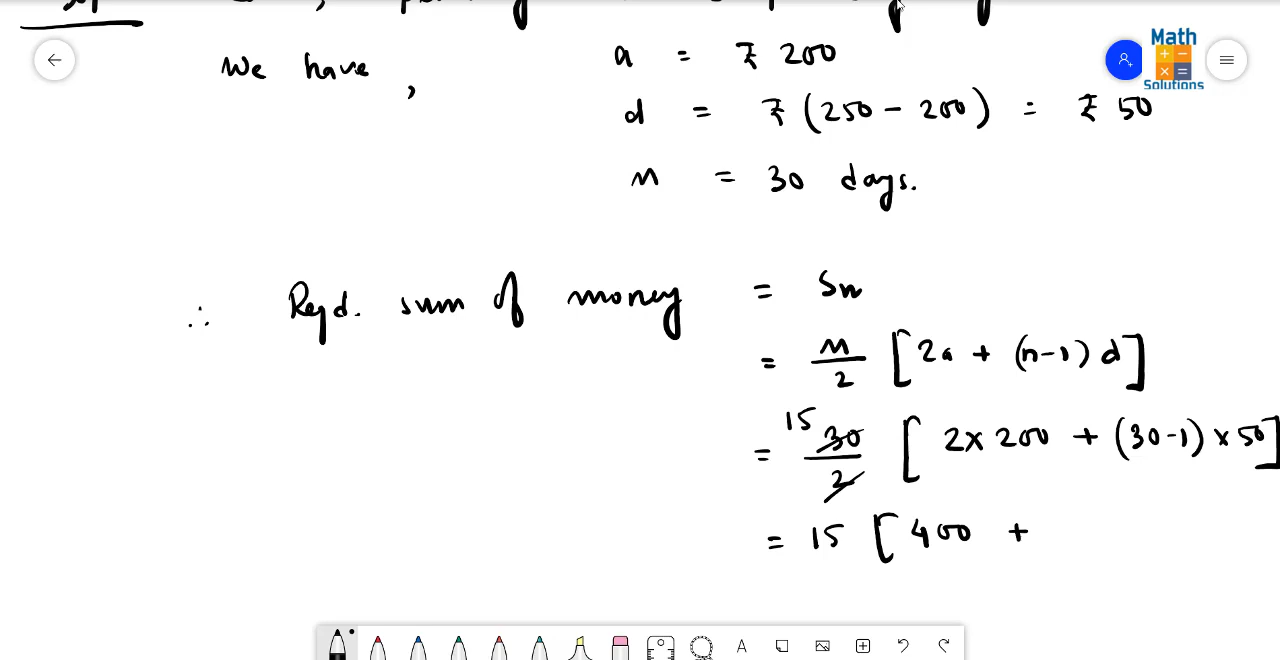 We have,
a = ₹ 200
d = ₹ (250 - 200) = ₹ 50
n = 30 days.
∴ Reqd. sum of money = Sn
= n/2 [2a + (n-1) d]
= 15 30/2 [ 2 × 200 + (30-1) × 50]
= 15 [ 400 +
Math
Solutions
A